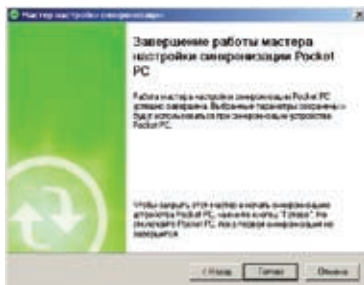 Мастер настройки синхронизации
Завершение работы мастера
настройки синхронизации Pocket
PC
Работа мастера настройки синхронизации Pocket PC
успешно завершена. Выбранные параметры сохранены и
будут использоваться при синхронизации устройства
Pocket PC.
Чтобы закрыть этот мастер и начать синхронизацию
устройства Pocket PC, нажмите кнопку "Готово". Не
отключайте Pocket PC, пока первая синхронизация не
завершится.
< Назад Готово Отмена